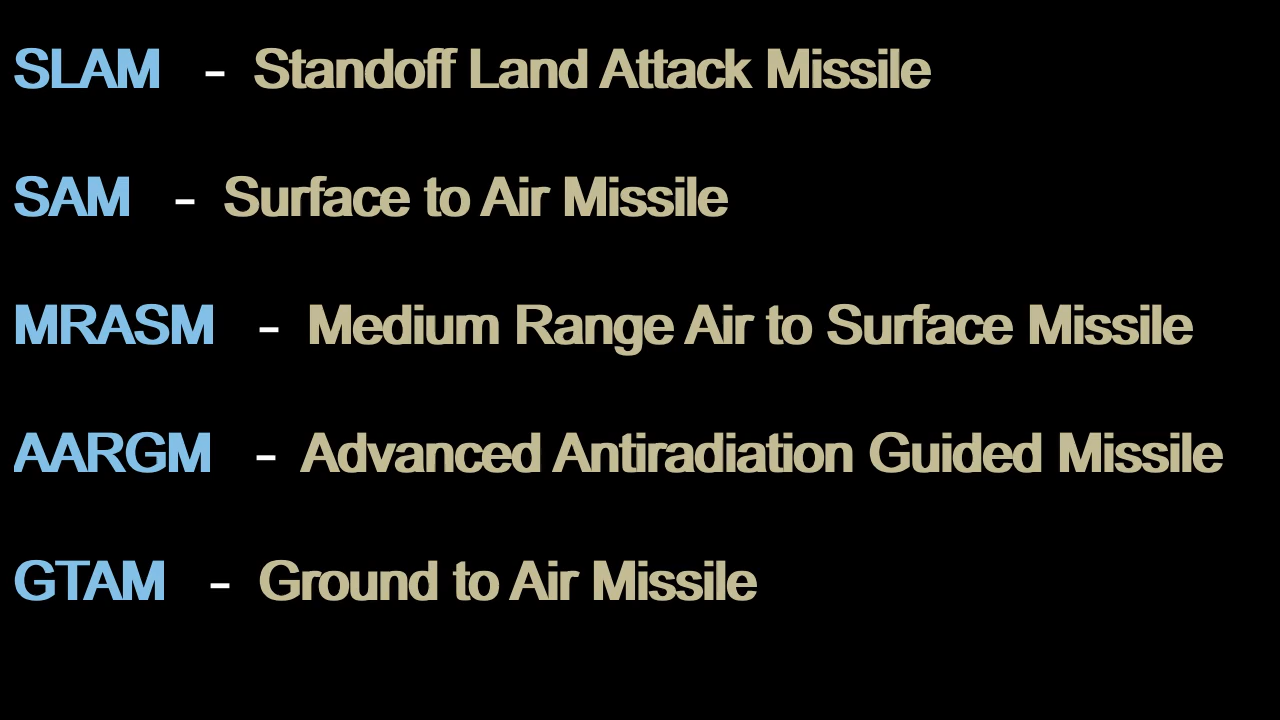 SLAM - Standoff Land Attack Missile
SAM - Surface to Air Missile
MRASM - Medium Range Air to Surface Missile
AARGM - Advanced Antiradiation Guided Missile
GTAM - Ground to Air Missile